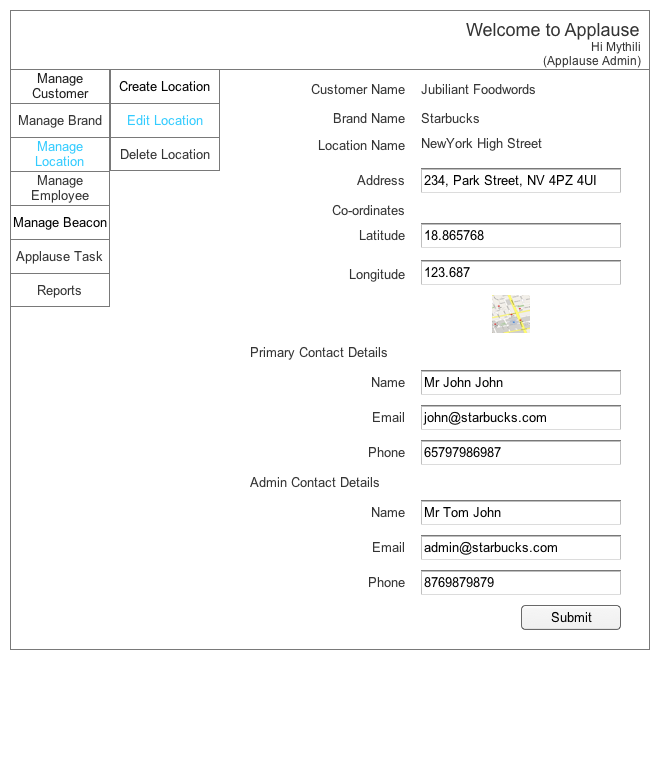 Welcome to Applause
Hi Mythili
(Applause Admin)
Manage
Customer
Manage Brand
Manage
Location
Manage
Employee
Manage Beacon
Applause Task
Reports
Create Location
Edit Location
Delete Location
Customer Name Jubiliant Foodwords
Brand Name Starbucks
Location Name NewYork High Street
Address 234, Park Street, NV 4PZ 4UI
Co-ordinates
Latitude 18.865768
Longitude 123.687
Primary Contact Details
Name Mr John John
Email john@starbucks.com
Phone 65797986987
Admin Contact Details
Name Mr Tom John
Email admin@starbucks.com
Phone 8769879879
Submit